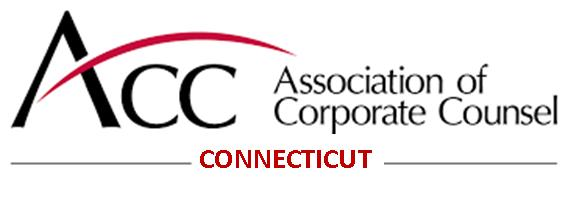 ACC
Association of
Corporate Counsel
CONNECTICUT